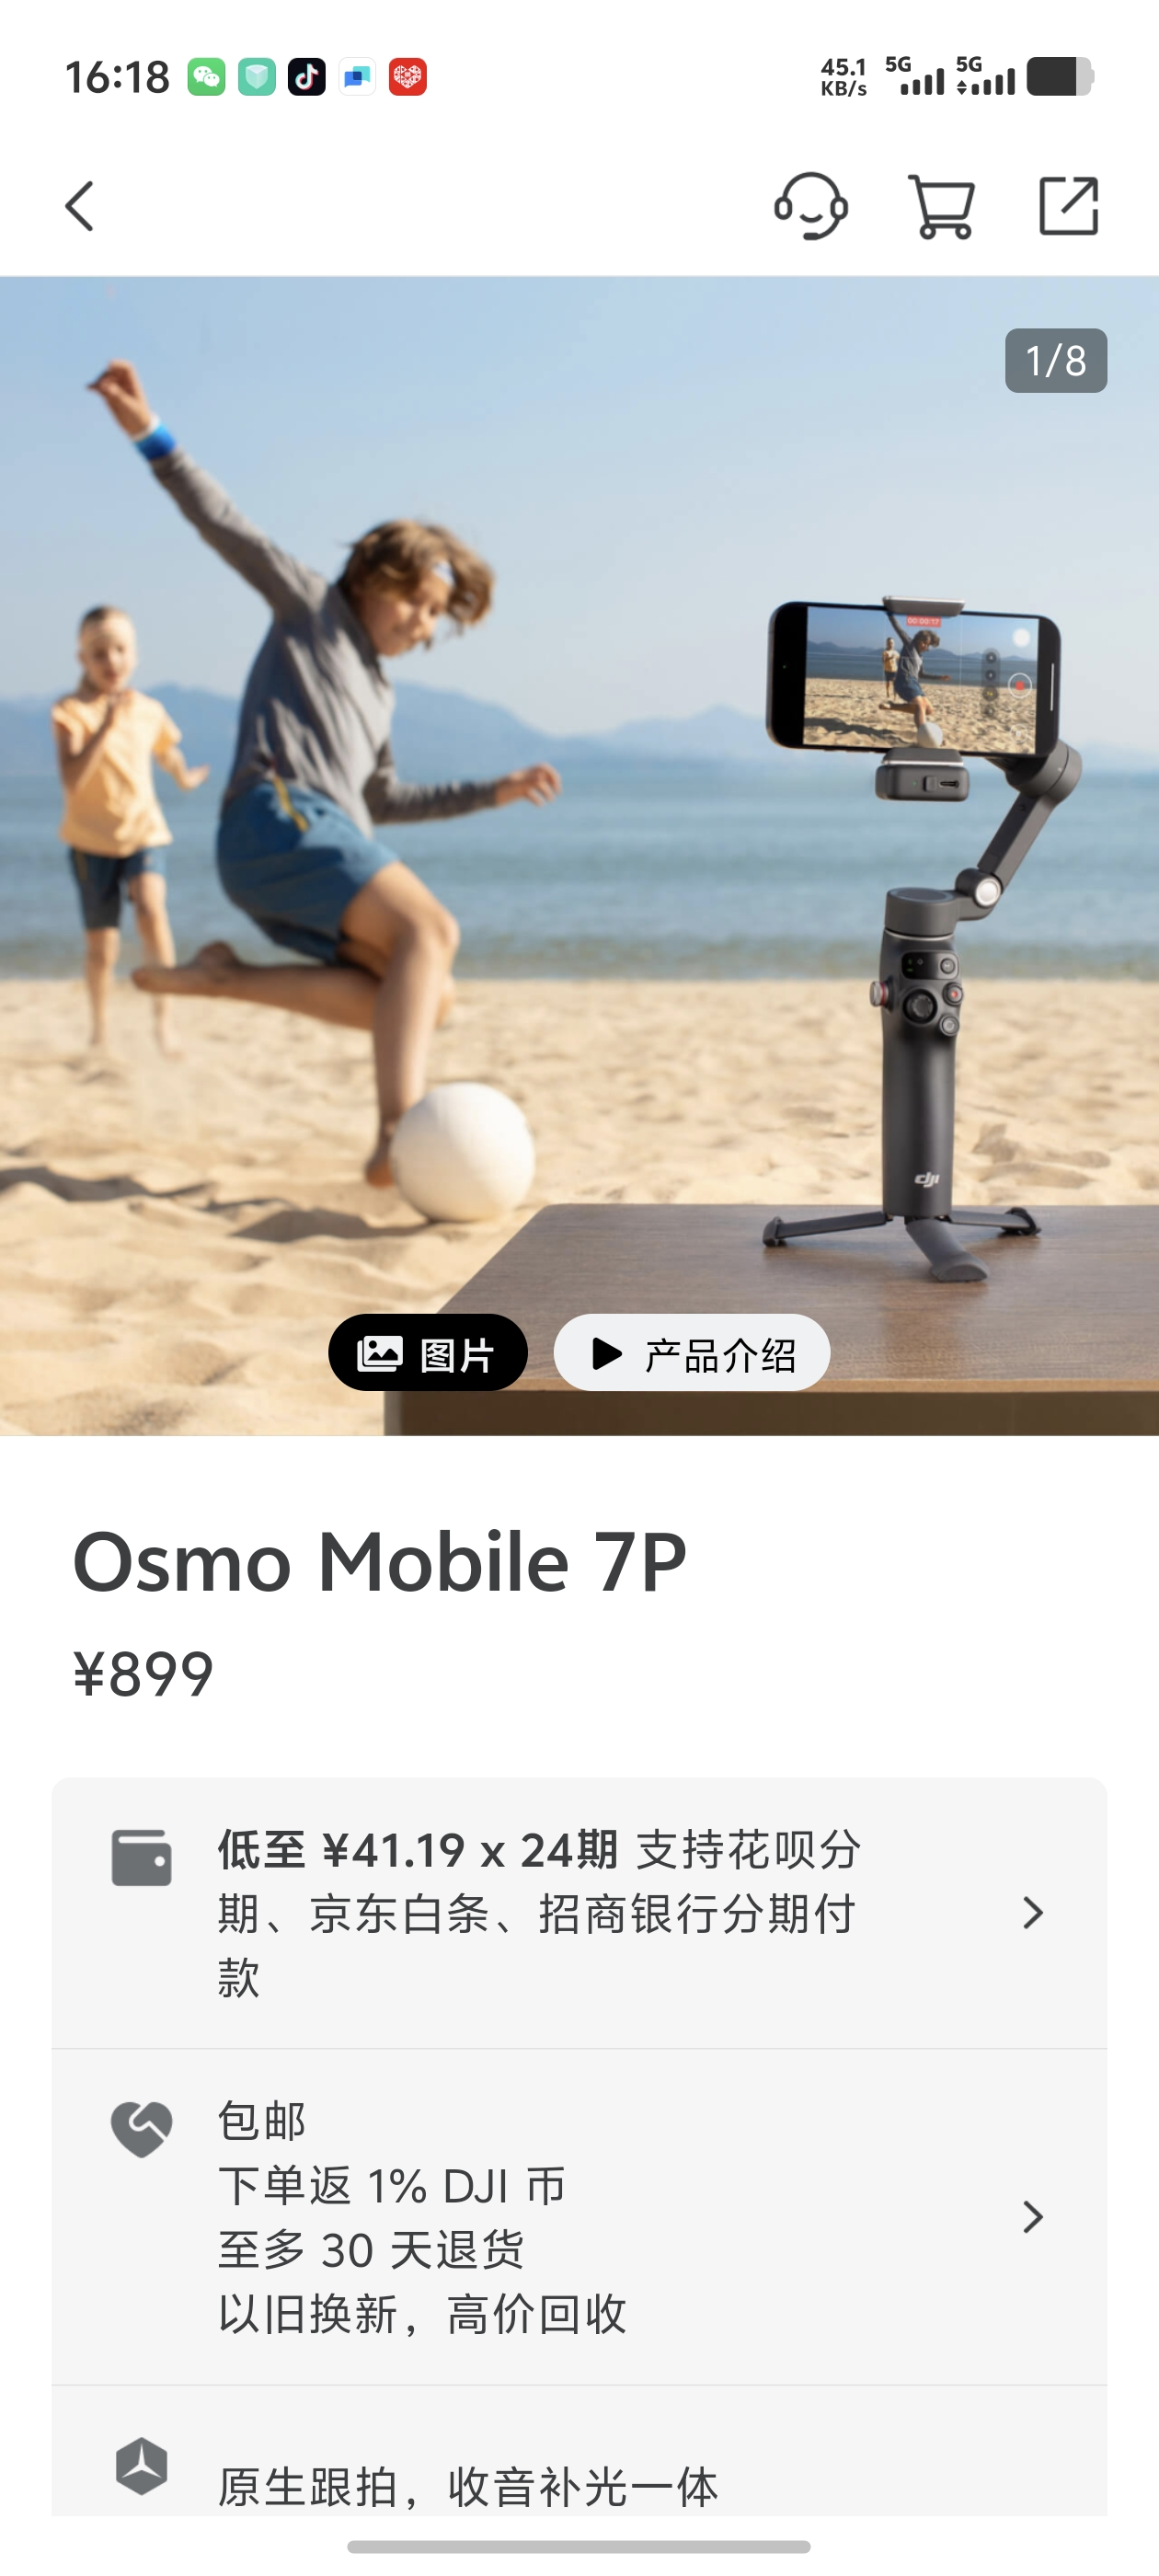 16:18
45.1
KB/s
5G
5G
1/8
00:00:17
dji
图片
产品介绍
Osmo Mobile 7P
¥899
低至 ¥41.19 x 24期 支持花呗分
期、京东白条、招商银行分期付
款
包邮
下单返 1% DJI 币
至多 30 天退货
以旧换新，高价回收
原生跟拍，收音补光一体